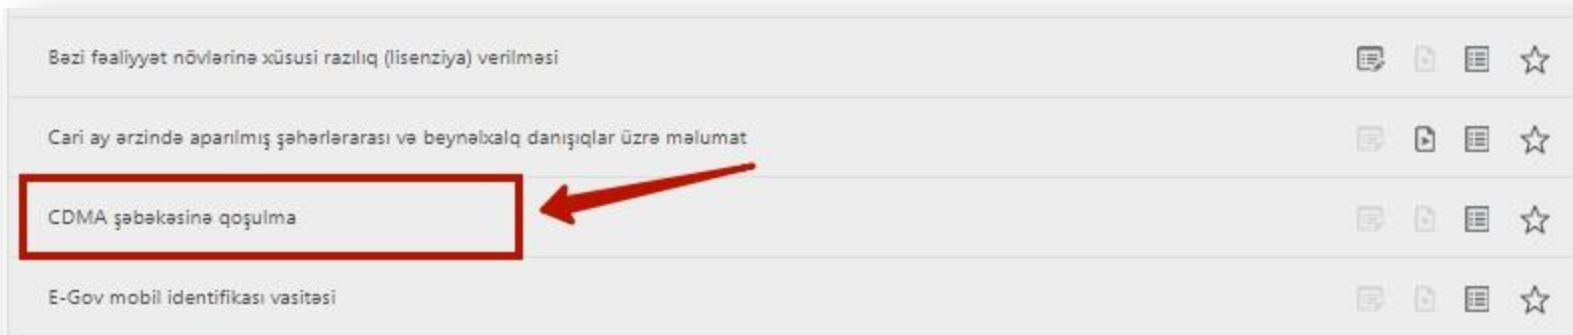 Bəzi fəaliyyət növlərinə xüsusi razılıq (lisenziya) verilməsi
Cari ay ərzində aparılmış şəhərlərarası və beynəlxalq danışıqlar üzrə məlumat
CDMA şəbəkəsinə qoşulma
E-Gov mobil identifikası vasitəsi